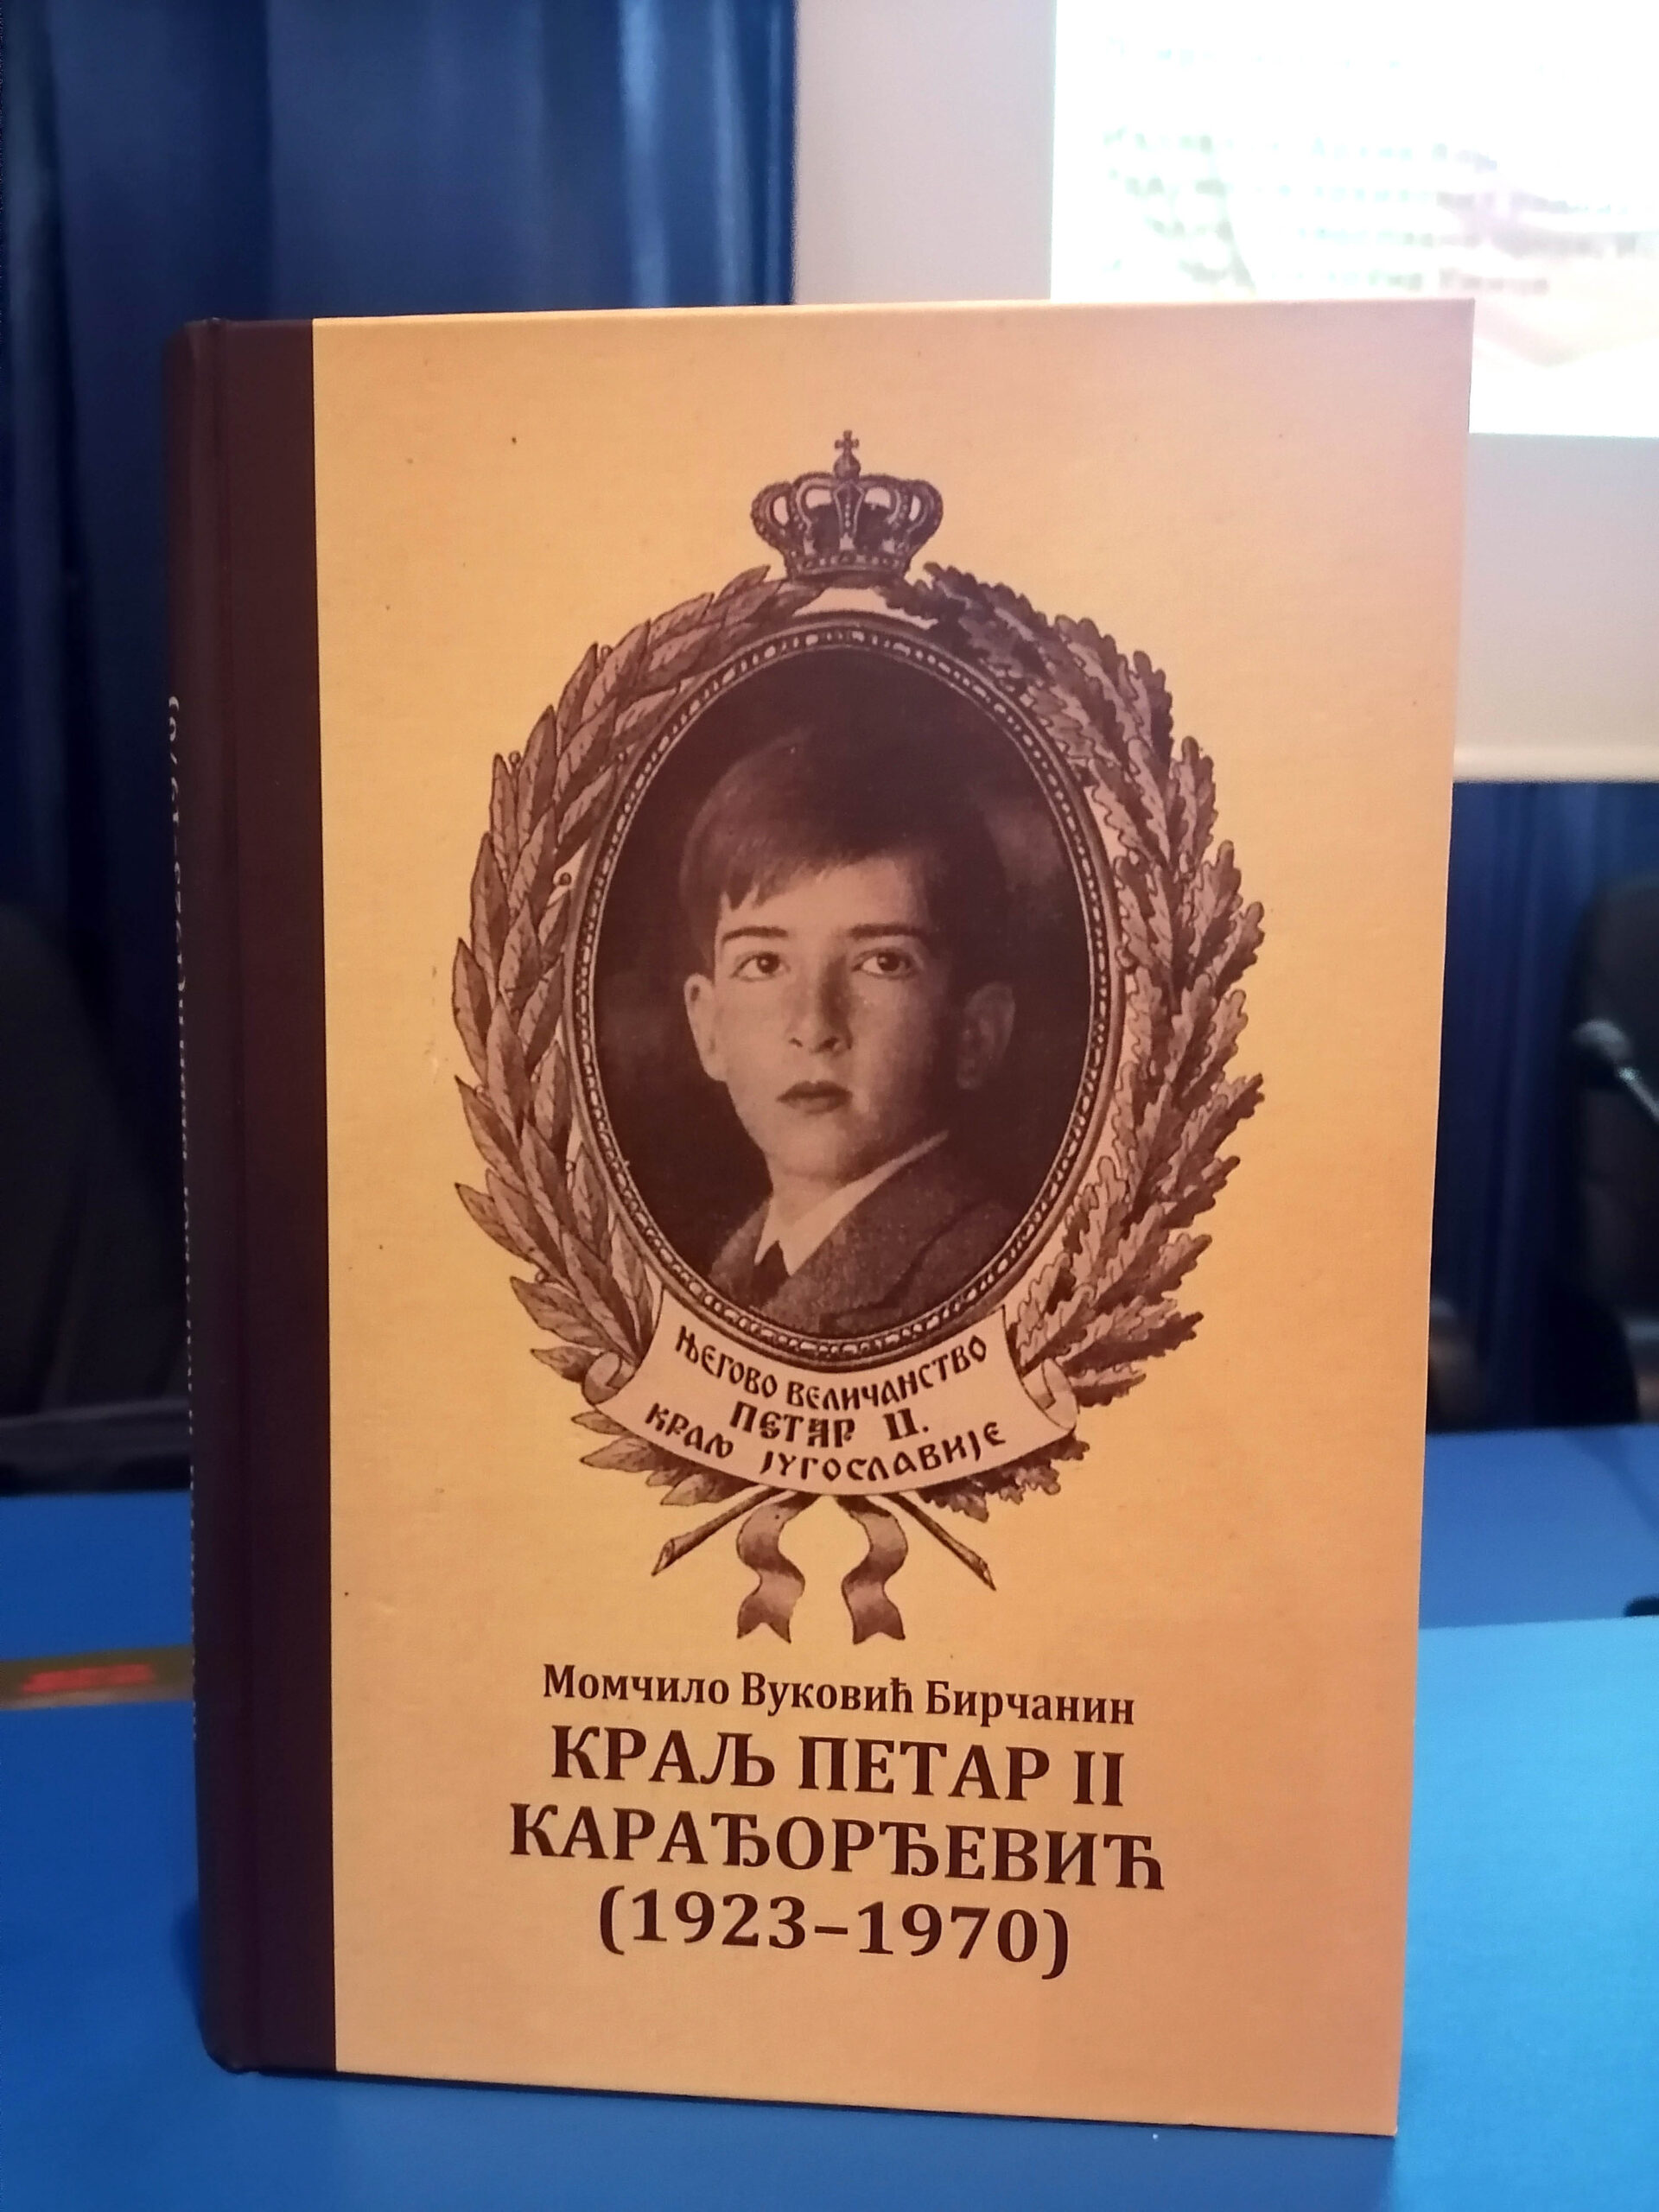 ЊЕГОВО ВЕЛИЧАНСТВО
ПЕТАР II.
КРАЉ ЈУГОСЛАВИЈЕ
Момчило Вуковић Бирчанин
КРАЉ ПЕТАР II
КАРАЂОРЂЕВИЋ
(1923–1970)